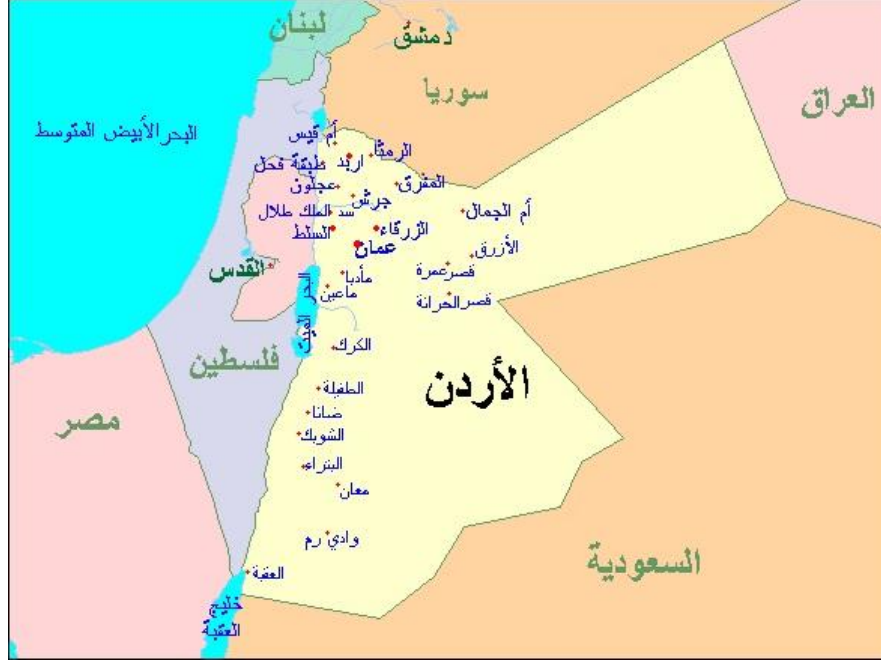 لبنان
دمشق
سوريا
العراق
البحر الأبيض المتوسط
أم قيس
الرمثا
اربد
طبقة فحل
المفرق
عجلون
جرش
سد الملك طلال
أم الجمال
السلط
الزرقاء
عمان
الأزرق
القدس
مأدبا
قصر عمرة
ماعين
قصر الحرانة
البحر الميت
الكرك
فلسطين
الأردن
الطفيلة
ضانا
مصر
الشوبك
البتراء
معان
وادي رم
السعودية
العقبة
خليج
العقبة